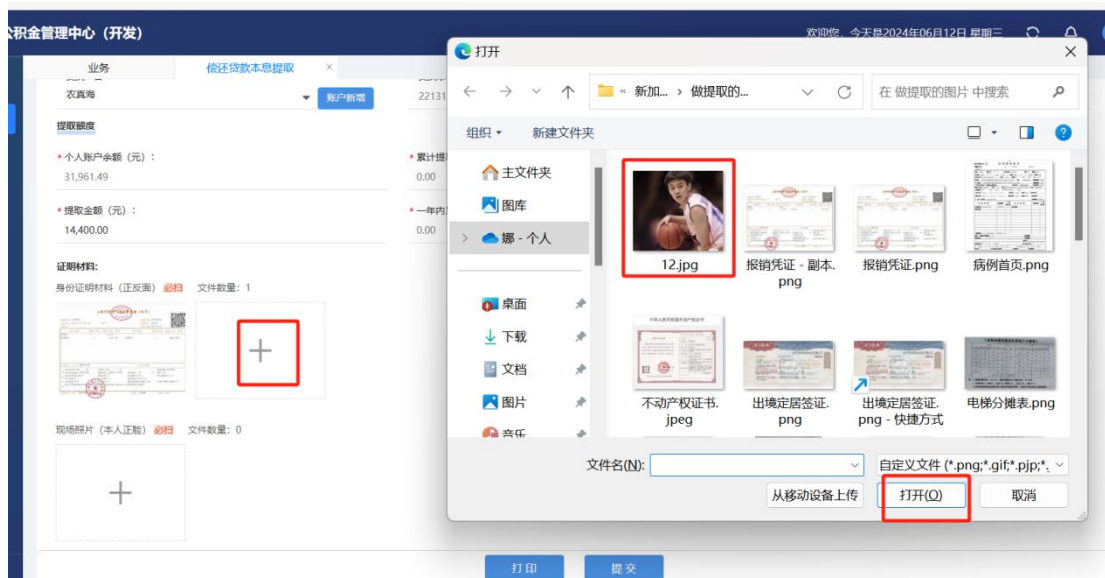 公积金管理中心（开发）
欢迎您，今天是2024年06月12日 星期三
业务
偿还贷款本息提取 ×
农真海
账户新增
22131
提取额度
* 个人账户余额（元）：
31,961.49
* 累计提
0.00
* 提取金额（元）：
14,400.00
* 一年内
0.00
证明材料:
身份证明材料（正反面） 必扫 文件数量：1
现场照片（本人正脸） 必扫 文件数量：0
打印
提交
打开
« 新加... › 做提取的...
在 做提取的图片 中搜索
组织
新建文件夹
主文件夹
图库
娜 - 个人
桌面
下载
文档
图片
音乐
12.jpg
报销凭证 - 副本.png
报销凭证.png
病例首页.png
不动产权证书.jpeg
出境定居签证.png
出境定居签证.png - 快捷方式
电梯分摊表.png
文件名(N):
自定义文件 (*.png;*.gif;*.pjp;*.
从移动设备上传
打开(O)
取消